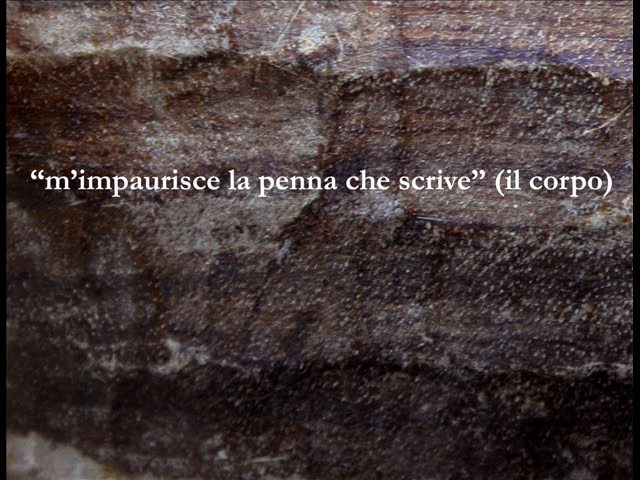 “m’impaurisce la penna che scrive” (il corpo)